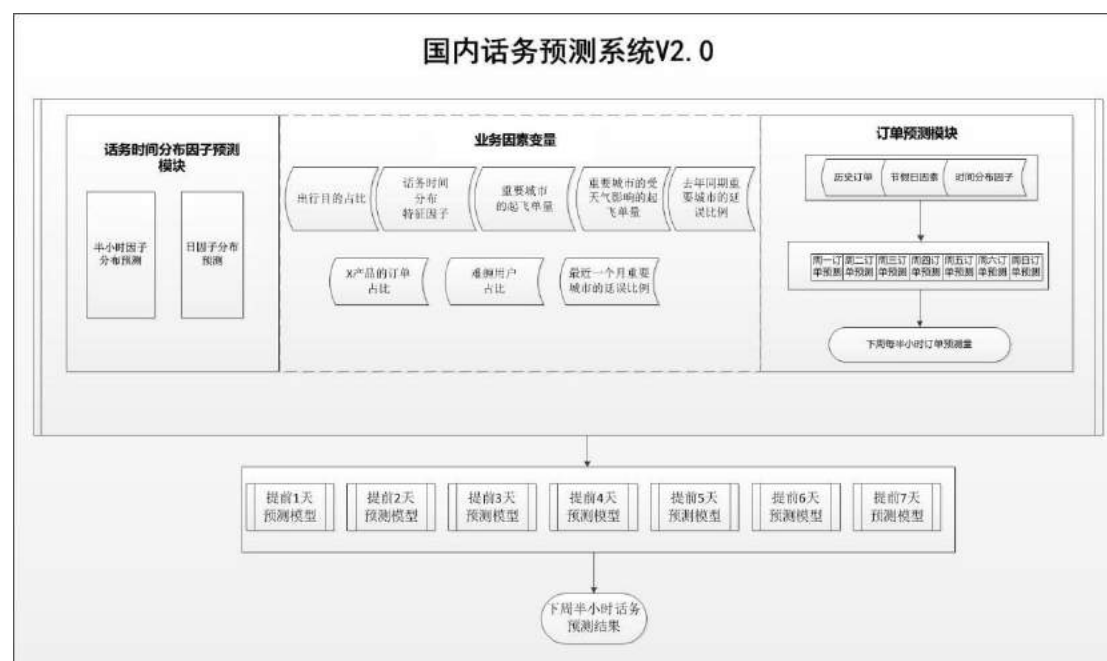 国内话务预测系统V2.0
话务时间分布因子预测
模块
半小时因子
分布预测
日因子分布
预测
业务因素变量
出行目的占比
话务时间
分布
特征因子
重要城市
的起飞单量
重要城市的受
天气影响的起
飞单量
去年同期重
要城市的延
误比例
X产品的订单
占比
难缠用户
占比
最近一个月重要
城市的延误比例
订单预测模块
历史订单
节假日因素
时间分布因子
周一订
单预测
周二订
单预测
周三订
单预测
周四订
单预测
周五订
单预测
周六订
单预测
周日订
单预测
下周每半小时订单预测量
提前1天
预测模型
提前2天
预测模型
提前3天
预测模型
提前4天
预测模型
提前5天
预测模型
提前6天
预测模型
提前7天
预测模型
下周半小时话务
预测结果